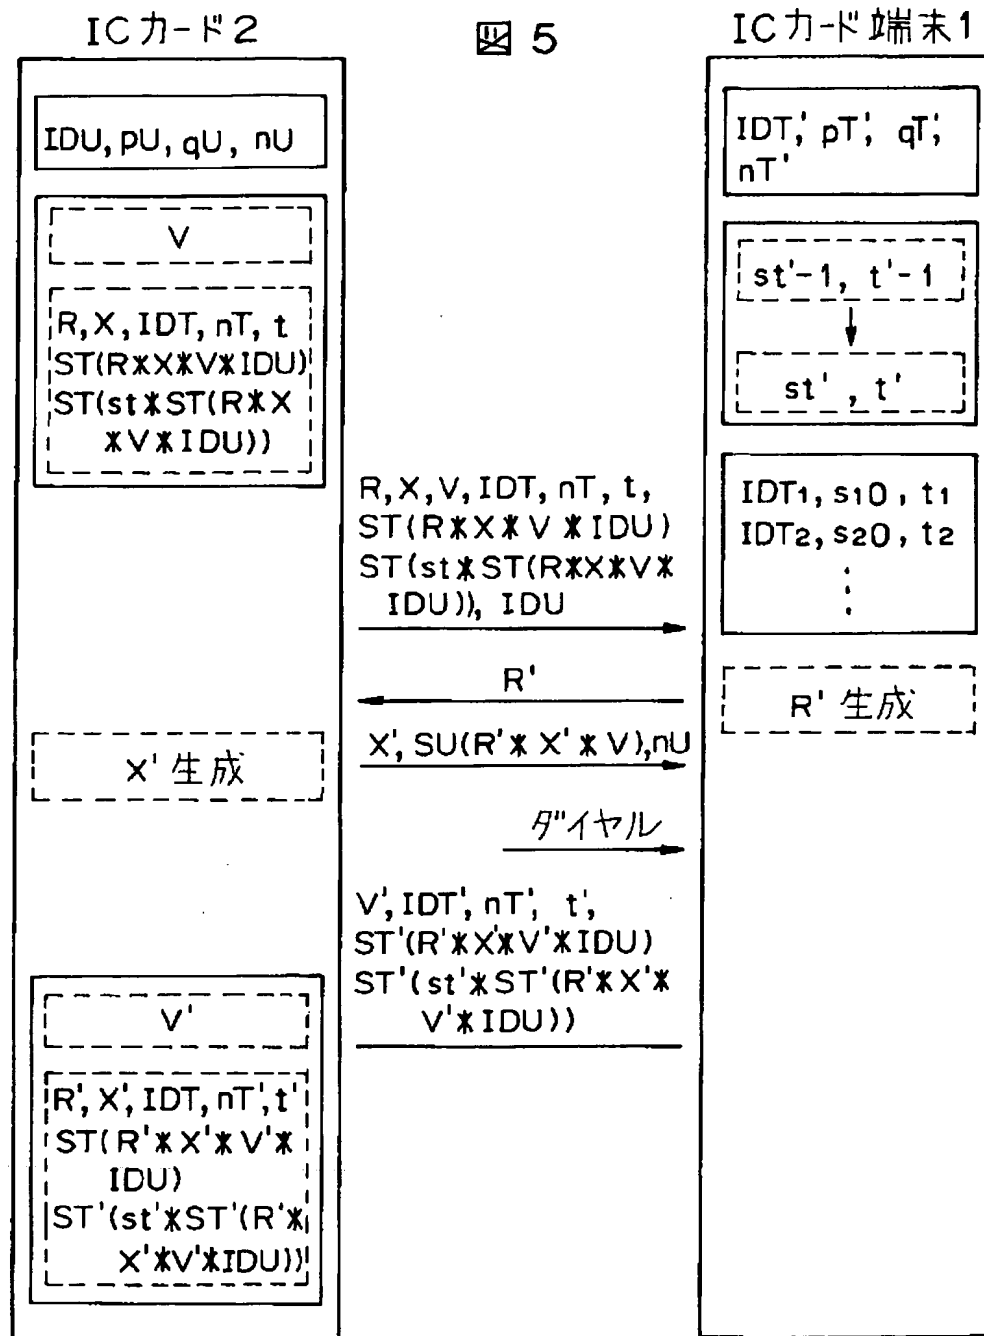 ICカード2
図5
ICカード端末1
IDU, pU, qU, nU
V
R, X, IDT, nT, t
ST(R*X*V*IDU)
ST(st*ST(R*X
*V*IDU))
IDT', pT', qT',
nT'
st'-1, t'-1
st', t'
IDT1, s10, t1
IDT2, s20, t2
⋮
R, X, V, IDT, nT, t,
ST(R*X*V*IDU)
ST(st*ST(R*X*V*
IDU)), IDU
R'
R' 生成
X', SU(R'*X'*V), nU
X' 生成
ダイヤル
V', IDT', nT', t',
ST'(R'*X'*V'*IDU)
ST'(st'*ST'(R'*X'*
V'*IDU))
V'
R', X', IDT, nT', t'
ST(R'*X'*V'*
IDU)
ST'(st'*ST'(R'*
X'*V'*IDU))